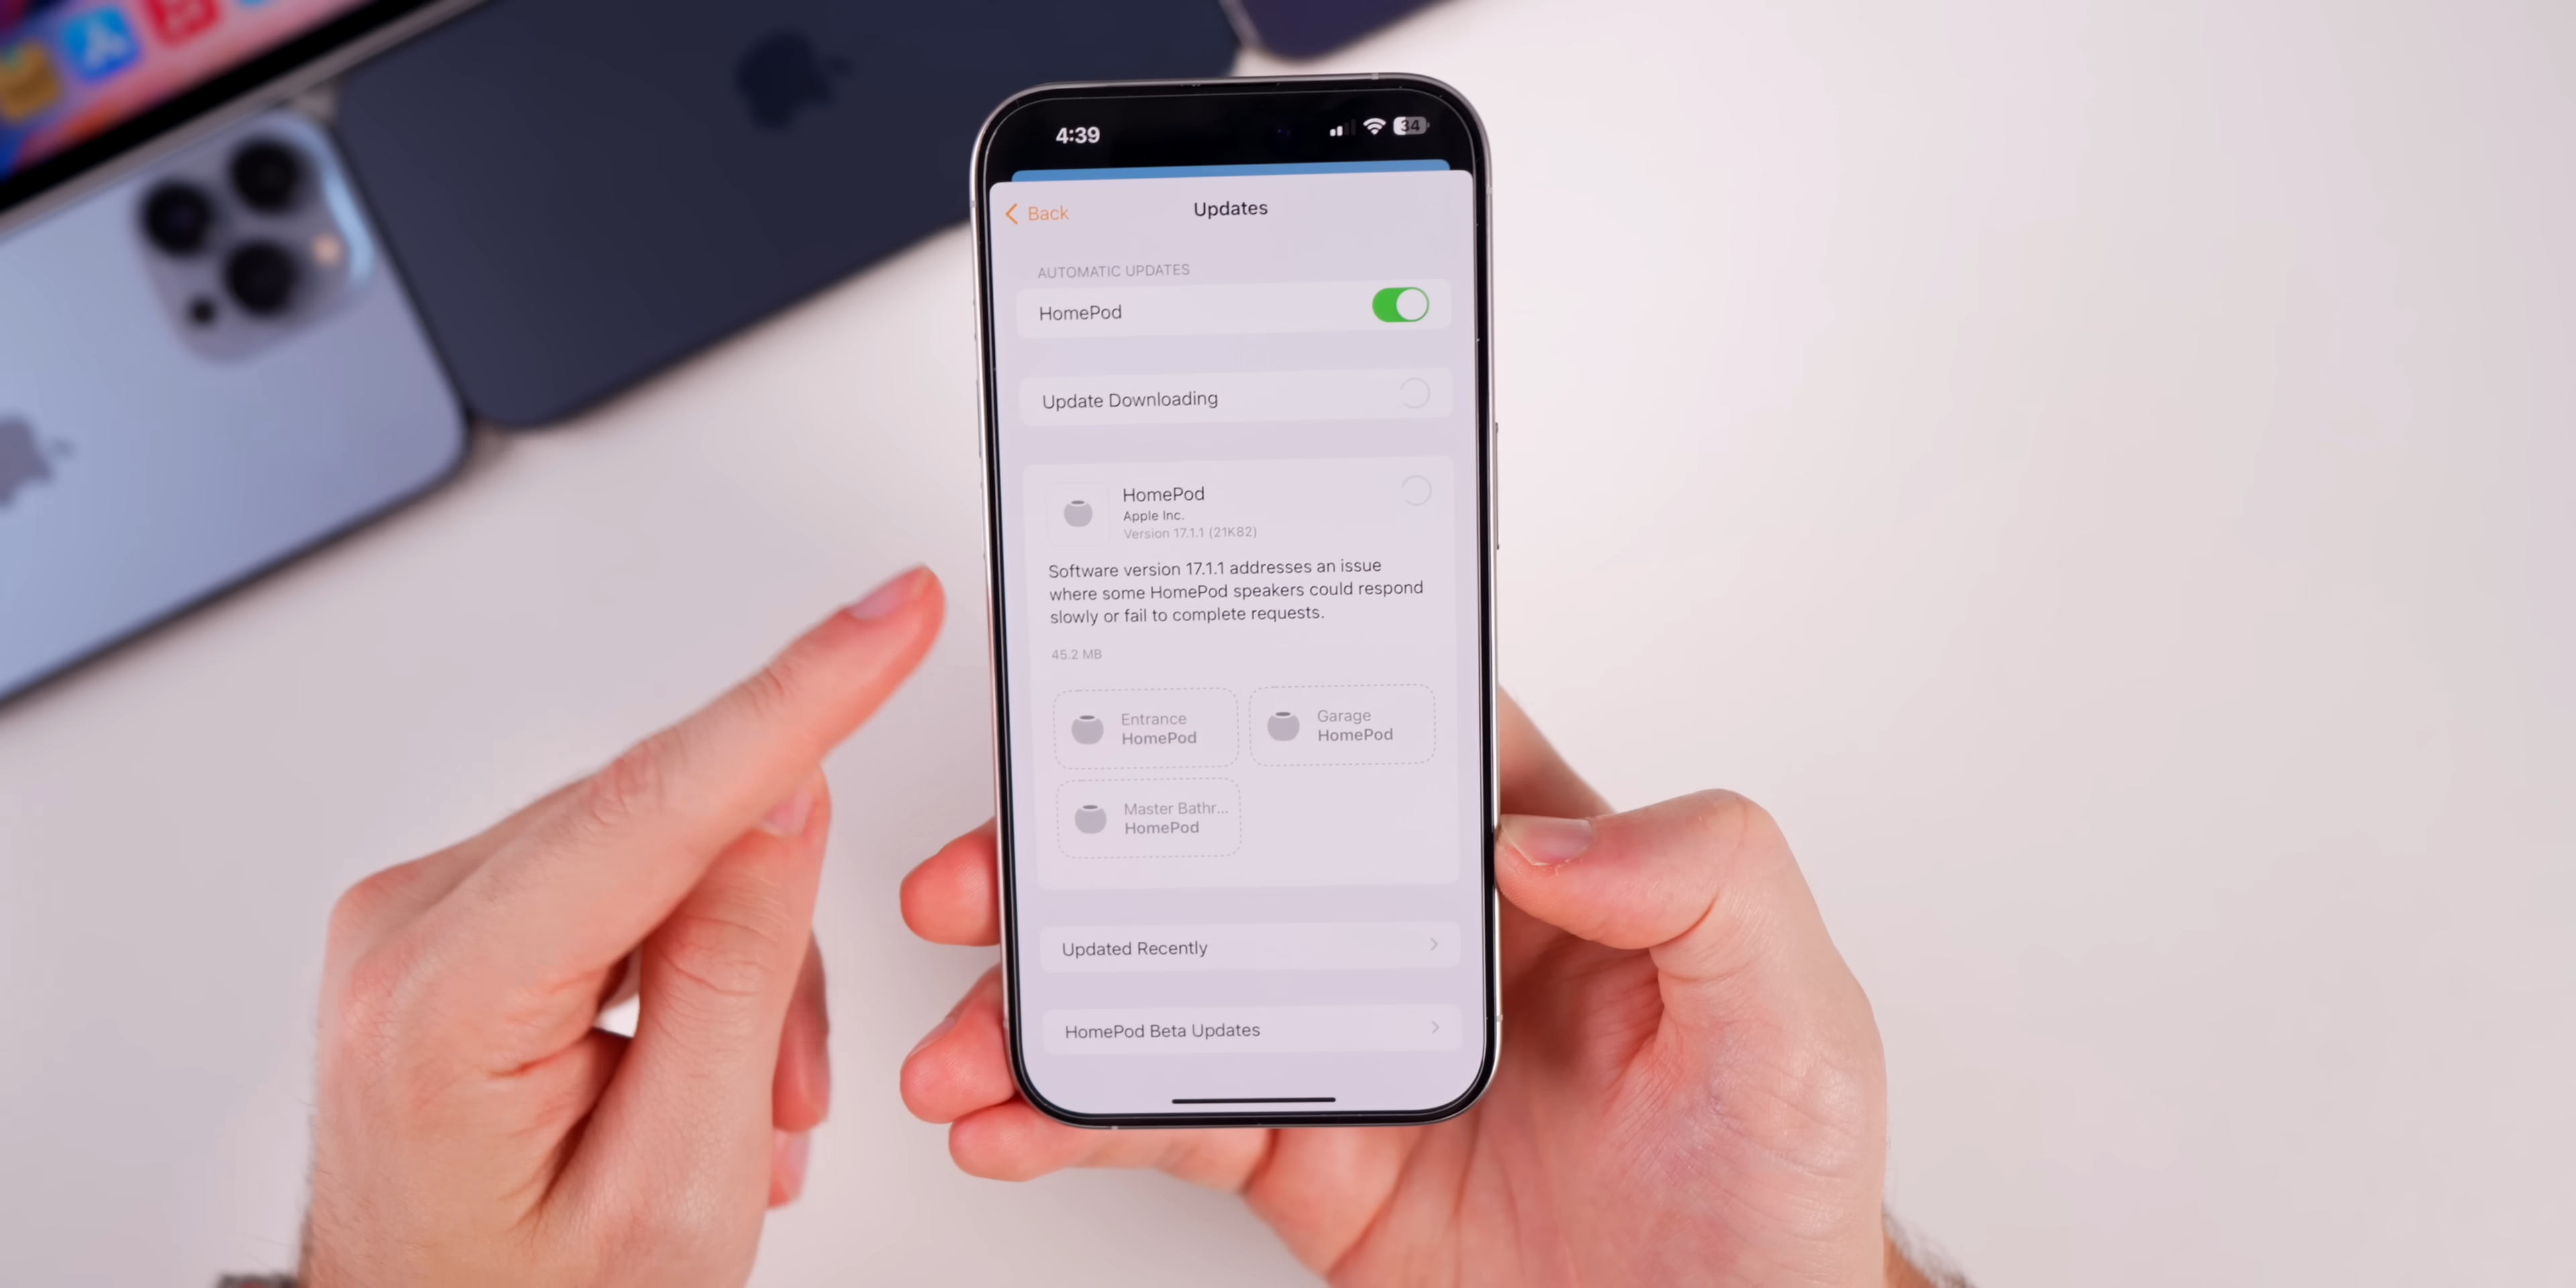 4:39
34
Back
Updates
AUTOMATIC UPDATES
HomePod
Update Downloading
HomePod
Apple Inc.
Version 17.1.1 (21K82)
Software version 17.1.1 addresses an issue
where some HomePod speakers could respond
slowly or fail to complete requests.
45.2 MB
Entrance
HomePod
Garage
HomePod
Master Bathr...
HomePod
Updated Recently
HomePod Beta Updates